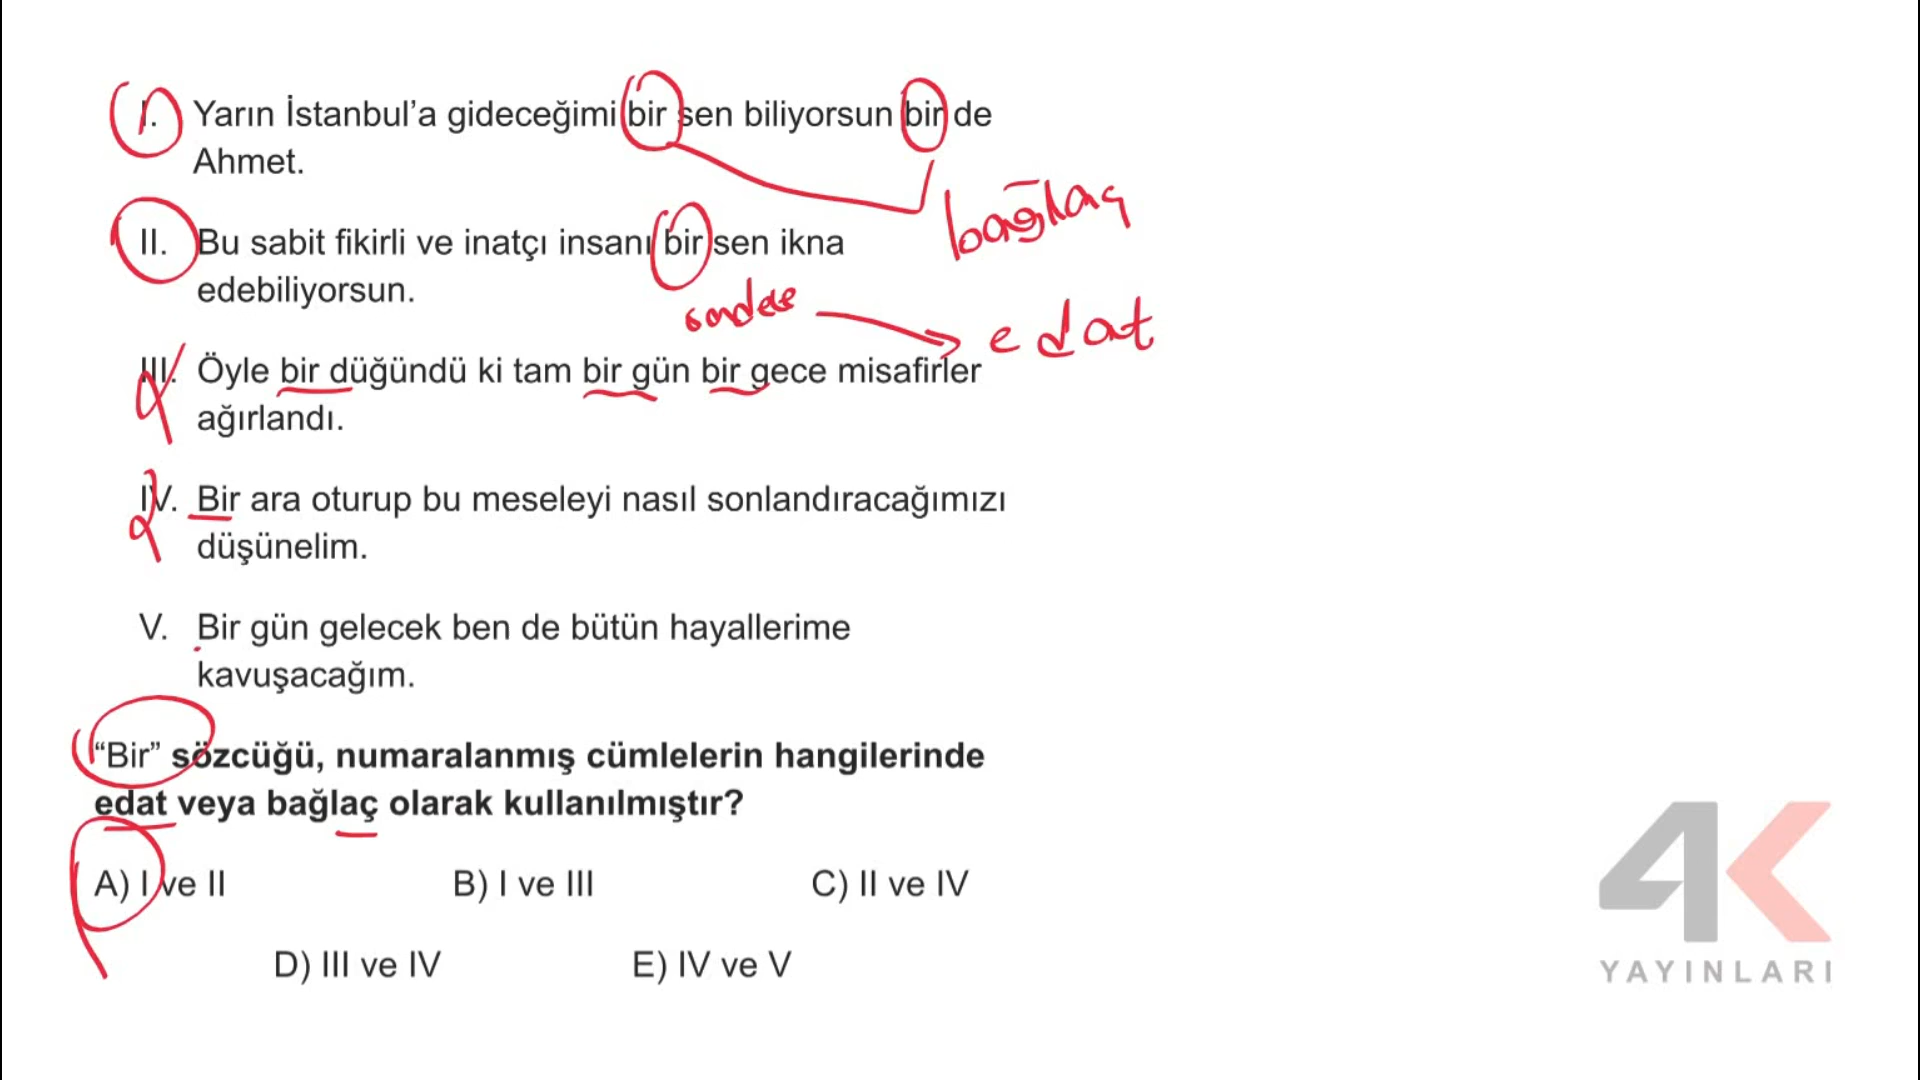 I. Yarın İstanbul’a gideceğimi bir sen biliyorsun bir de
Ahmet.
bağlaç
II. Bu sabit fikirli ve inatçı insanı bir sen ikna
edebiliyorsun.
sadece
edat
III. Öyle bir düğündü ki tam bir gün bir gece misafirler
ağırlandı.
IV. Bir ara oturup bu meseleyi nasıl sonlandıracağımızı
düşünelim.
V. Bir gün gelecek ben de bütün hayallerime
kavuşacağım.
“Bir” sözcüğü, numaralanmış cümlelerin hangilerinde
edat veya bağlaç olarak kullanılmıştır?
A) I ve II B) I ve III C) II ve IV
D) III ve IV E) IV ve V
4K
YAYINLARI